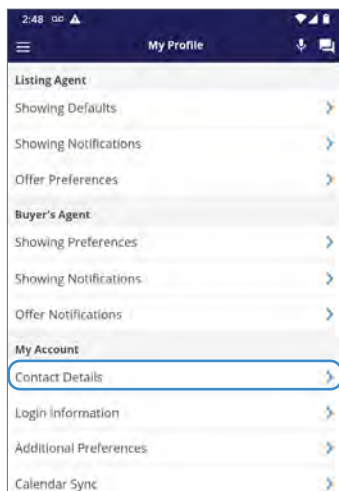 2:48
My Profile
Listing Agent
Showing Defaults
Showing Notifications
Offer Preferences
Buyer's Agent
Showing Preferences
Showing Notifications
Offer Notifications
My Account
Contact Details
Login Information
Additional Preferences
Calendar Sync